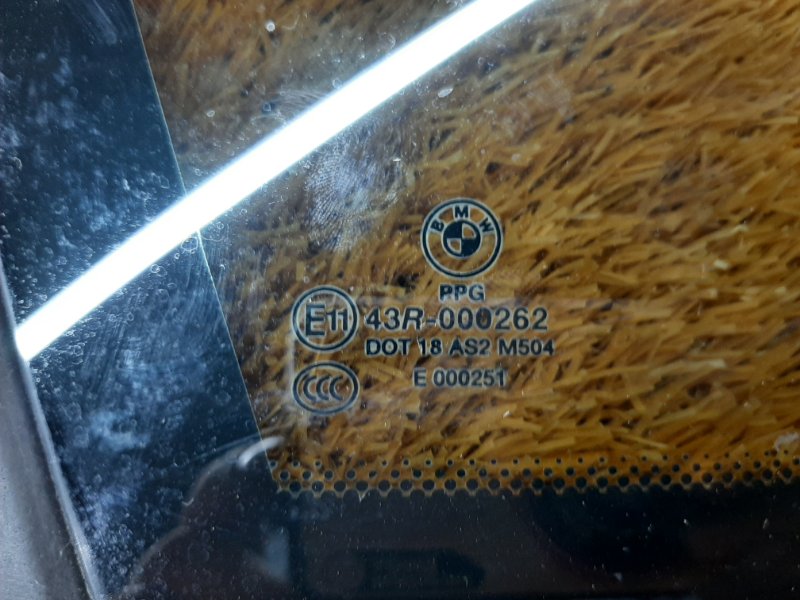 BMW
PPG
E11 43R-000262
DOT 18 AS2 M504
CCC E 000251